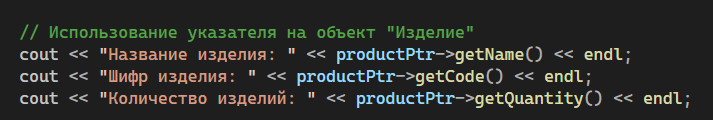 // Использование указателя на объект "Изделие"
cout << "Название изделия: " << productPtr->getName() << endl;
cout << "Шифр изделия: " << productPtr->getCode() << endl;
cout << "Количество изделий: " << productPtr->getQuantity() << endl;